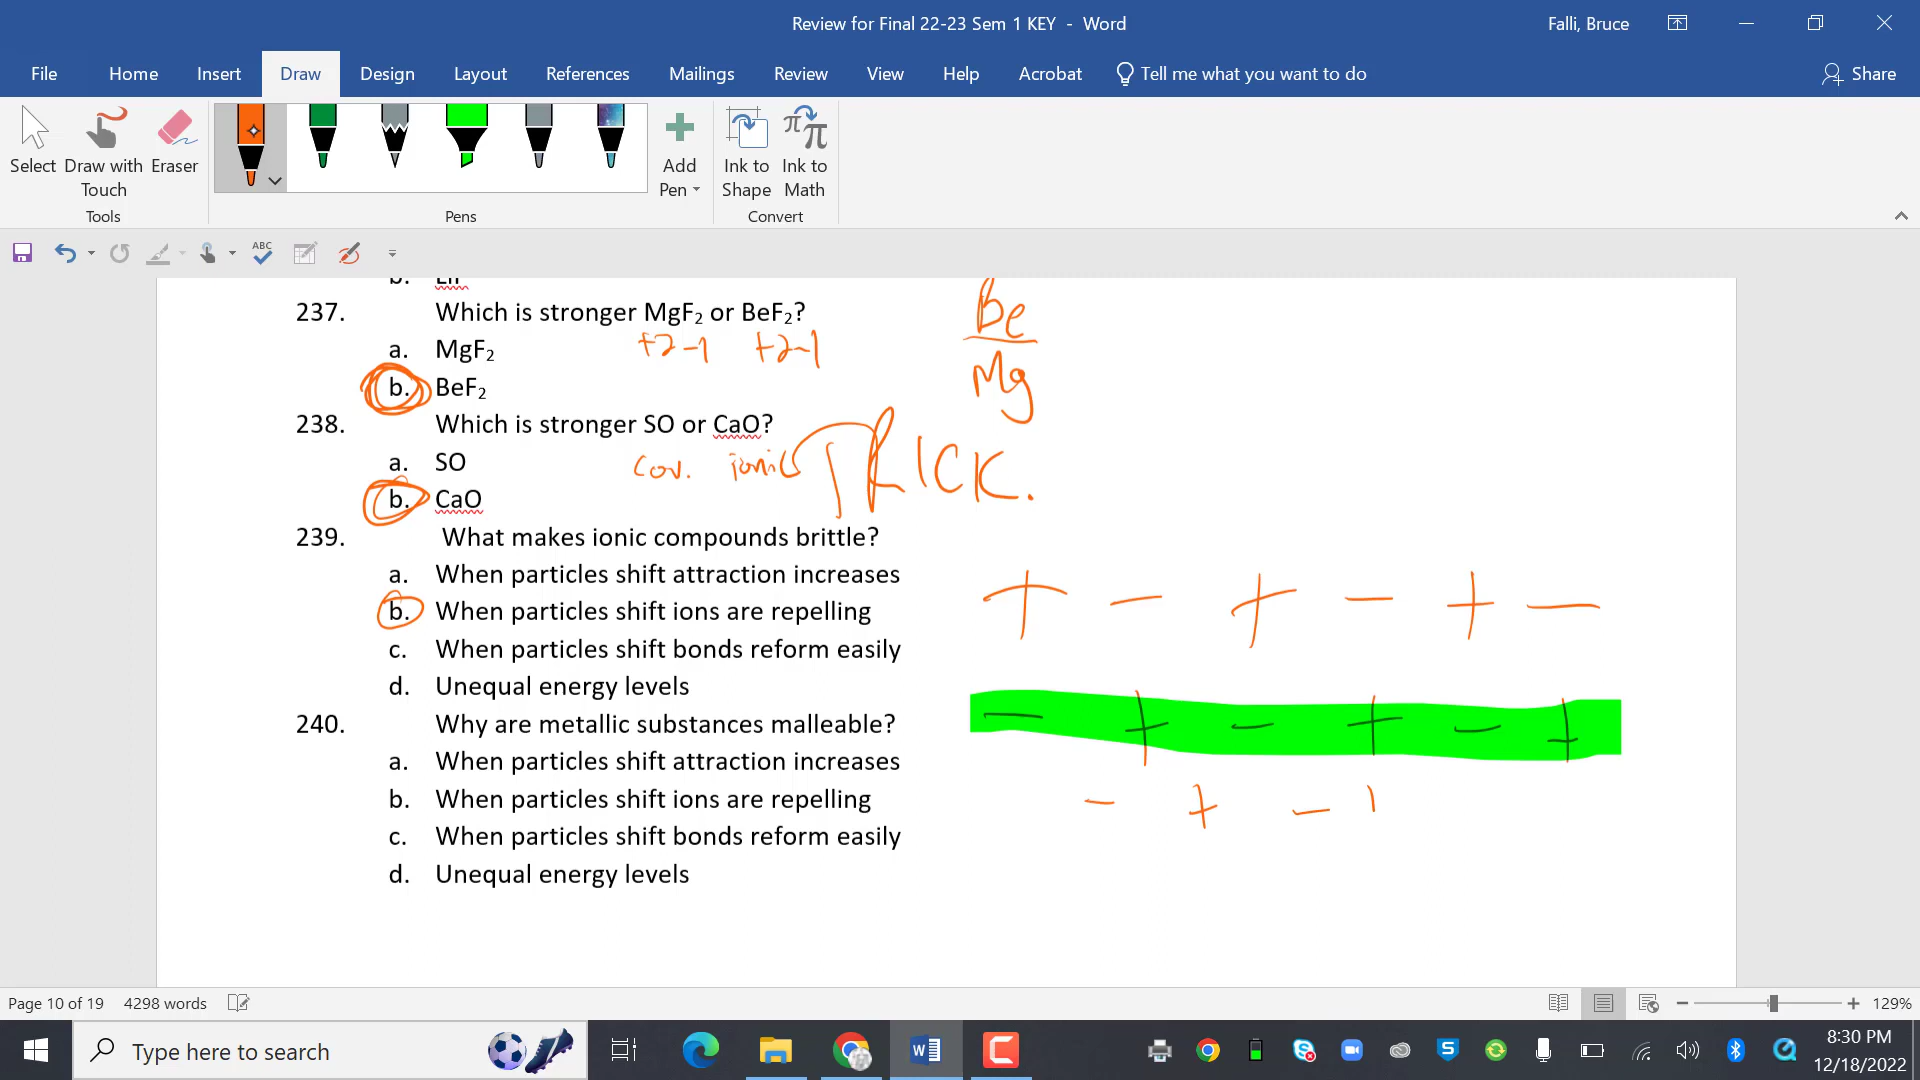 Review for Final 22-23 Sem 1 KEY - Word
Falli, Bruce
File Home Insert Draw Design Layout References Mailings Review View Help Acrobat Tell me what you want to do Share
Select Draw with Touch Eraser Add Pen Ink to Shape Ink to Math
Tools Pens Convert
ABC
237. Which is stronger MgF₂ or BeF₂?
Be
a. MgF₂
+2 -1 +2 -1
Mg
b. BeF₂
238. Which is stronger SO or CaO?
a. SO
cov. ionic TRICK.
b. CaO
239. What makes ionic compounds brittle?
a. When particles shift attraction increases
+ - + - + -
b. When particles shift ions are repelling
c. When particles shift bonds reform easily
d. Unequal energy levels
- + - + - +
240. Why are metallic substances malleable?
a. When particles shift attraction increases
b. When particles shift ions are repelling
- + -
c. When particles shift bonds reform easily
d. Unequal energy levels
Page 10 of 19 4298 words 129%
Type here to search
8:30 PM
12/18/2022